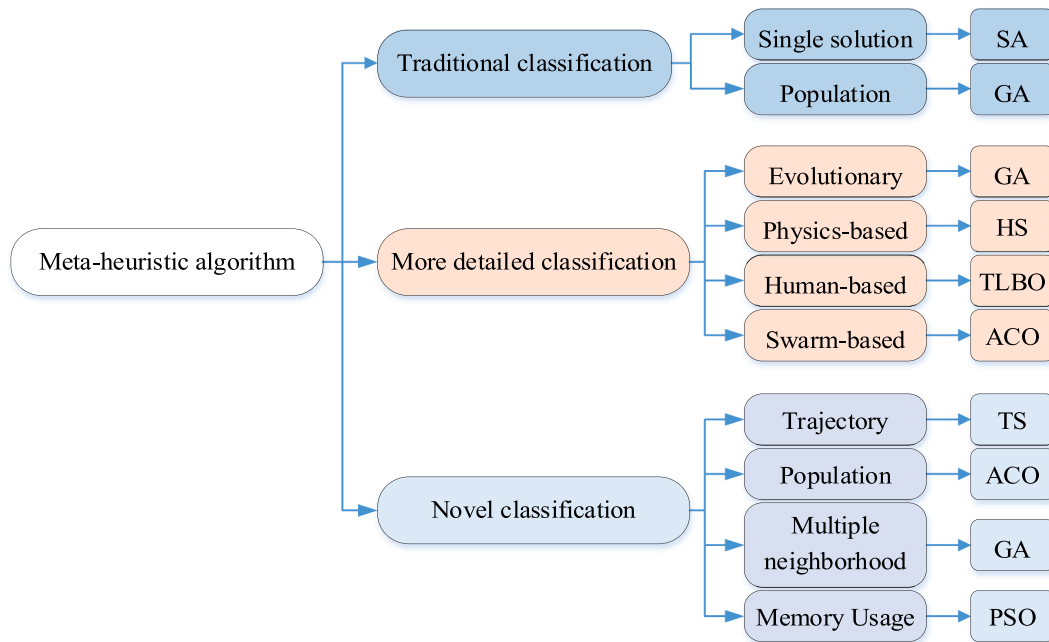 Meta-heuristic algorithm
Traditional classification
Single solution
SA
Population
GA
More detailed classification
Evolutionary
GA
Physics-based
HS
Human-based
TLBO
Swarm-based
ACO
Novel classification
Trajectory
TS
Population
ACO
Multiple
neighborhood
GA
Memory Usage
PSO